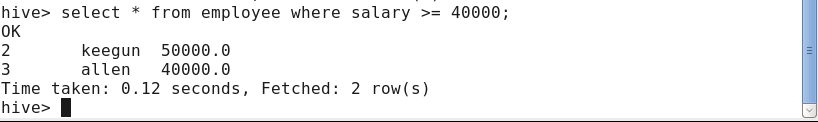 hive> select * from employee where salary >= 40000;
OK
2       keegun  50000.0
3       allen   40000.0
Time taken: 0.12 seconds, Fetched: 2 row(s)
hive>